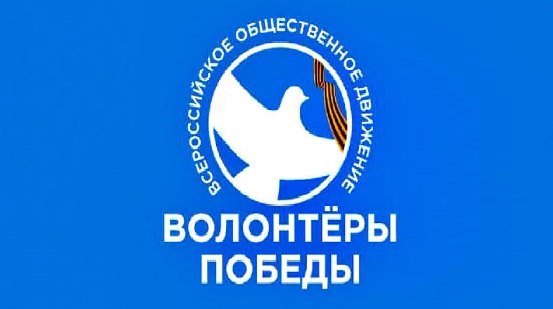 ВСЕРОССИЙСКОЕ ОБЩЕСТВЕННОЕ ДВИЖЕНИЕ
ВОЛОНТЁРЫ
ПОБЕДЫ